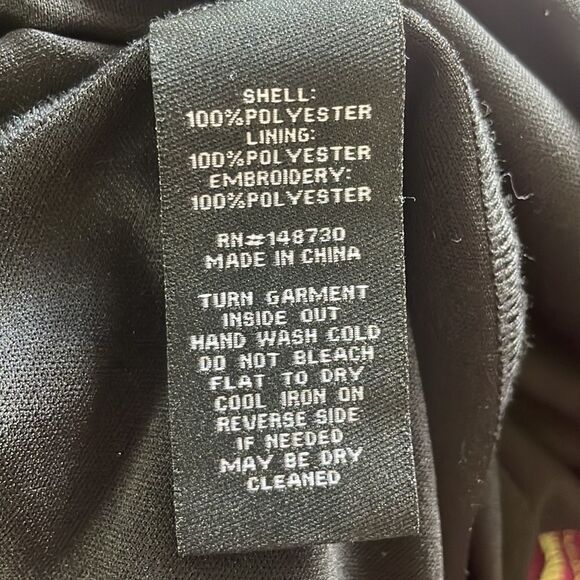 SHELL:
100%POLYESTER
LINING:
100%POLYESTER
EMBROIDERY:
100%POLYESTER
RN#148730
MADE IN CHINA
TURN GARMENT
INSIDE OUT
HAND WASH COLD
DO NOT BLEACH
FLAT TO DRY
COOL IRON ON
REVERSE SIDE
IF NEEDED
MAY BE DRY
CLEANED